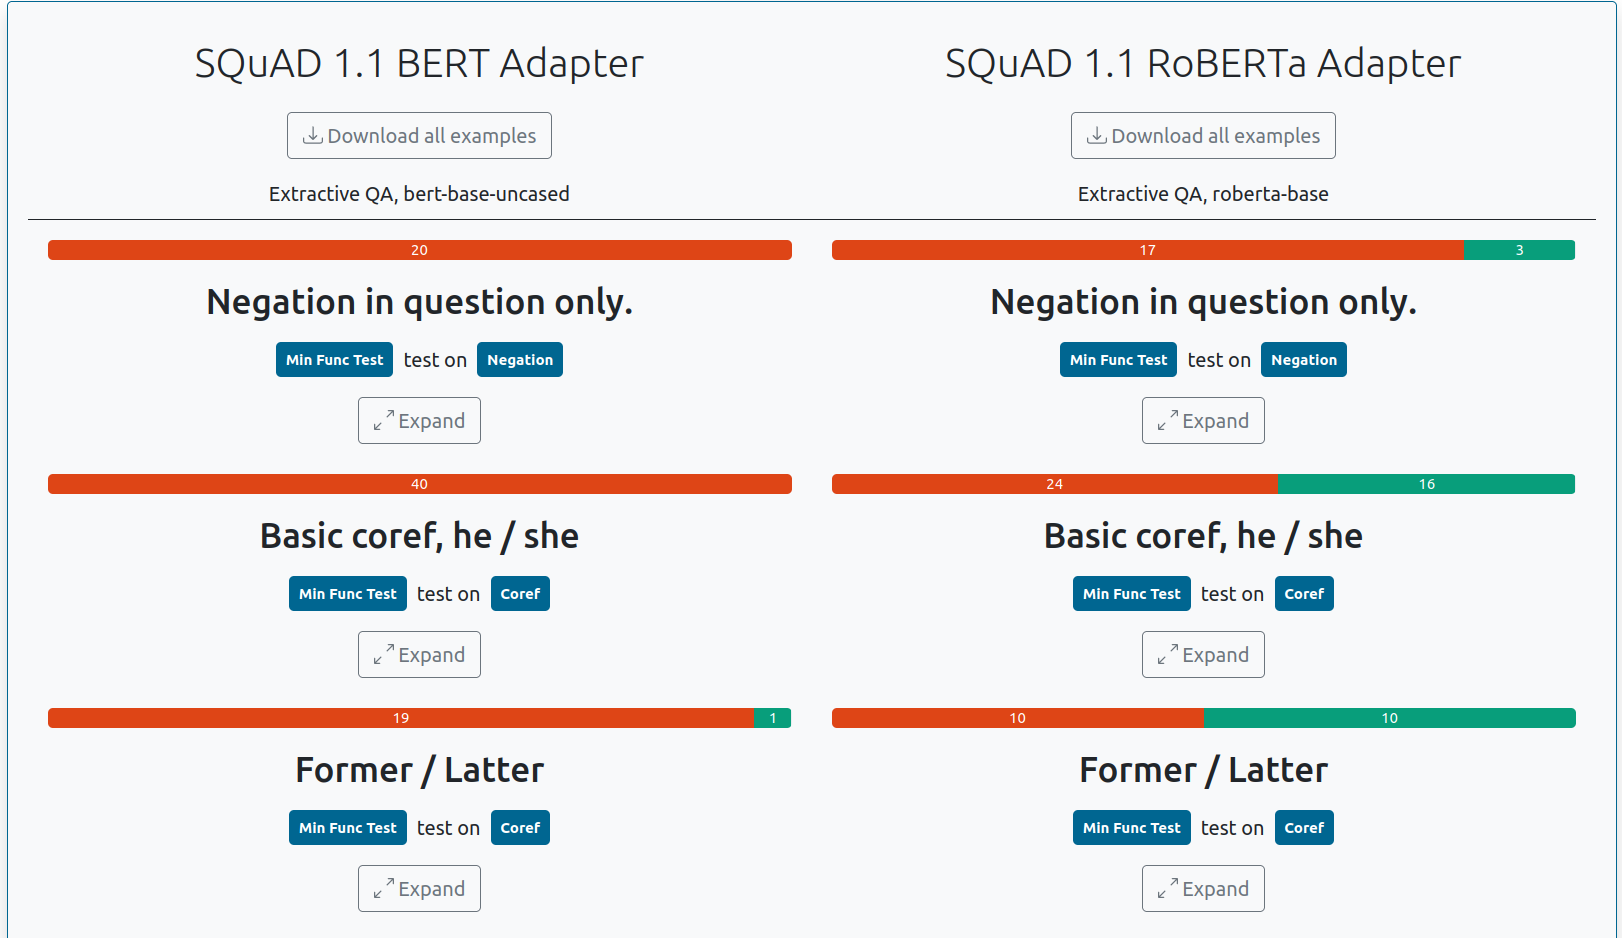 SQuAD 1.1 BERT Adapter
Download all examples
Extractive QA, bert-base-uncased
20
Negation in question only.
Min Func Test test on Negation
Expand
40
Basic coref, he / she
Min Func Test test on Coref
Expand
19 1
Former / Latter
Min Func Test test on Coref
Expand
SQuAD 1.1 RoBERTa Adapter
Download all examples
Extractive QA, roberta-base
17 3
Negation in question only.
Min Func Test test on Negation
Expand
24 16
Basic coref, he / she
Min Func Test test on Coref
Expand
10 10
Former / Latter
Min Func Test test on Coref
Expand